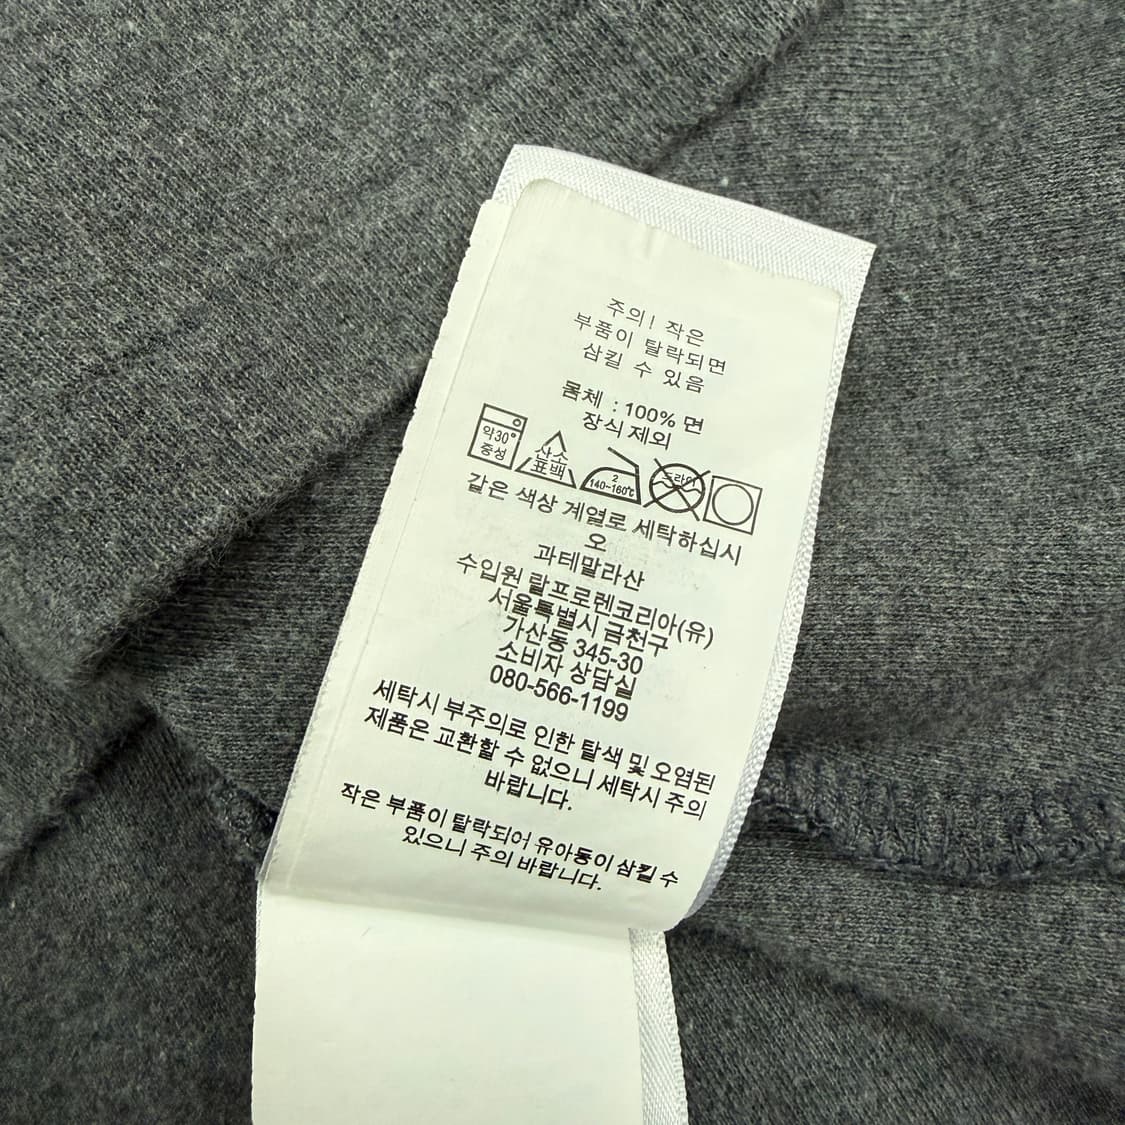 주의! 작은
부품이 탈락되면
삼킬 수 있음
몸체 : 100% 면
장식 제외
약30°
중성
산소
표백
2
140~160℃
드라이
같은 색상 계열로 세탁하십시
오
과테말라산
수입원 랄프로렌코리아(유)
서울특별시 금천구
가산동 345-30
소비자 상담실
080-566-1199
세탁시 부주의로 인한 탈색 및 오염된
제품은 교환할 수 없으니 세탁시 주의
바랍니다.
작은 부품이 탈락되어 유아동이 삼킬 수
있으니 주의 바랍니다.